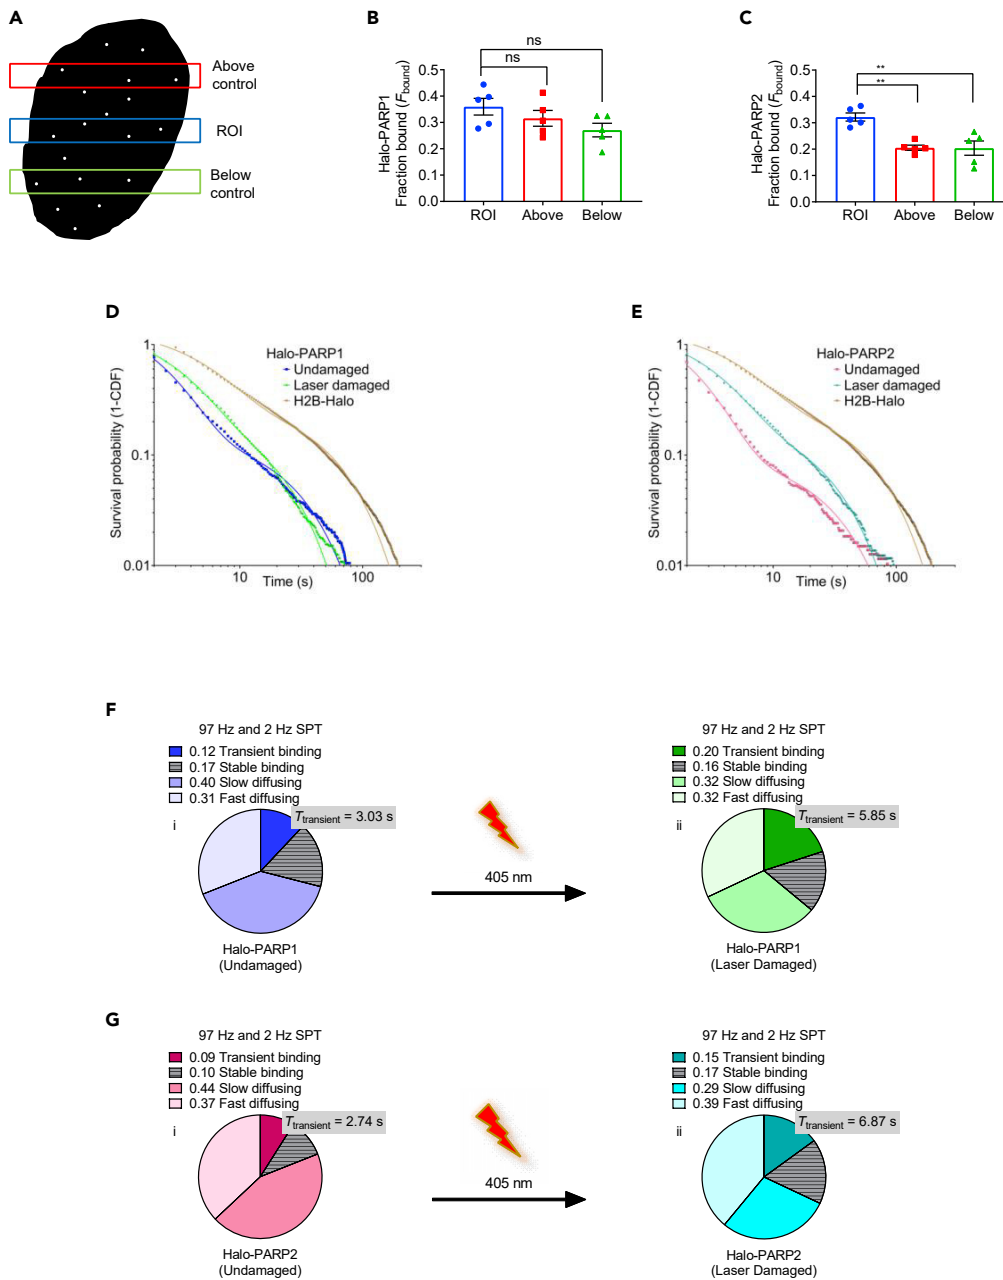 A
Above
control
ROI
Below
control
B
Halo-PARP1
Fraction bound (Fbound)
0.5
0.4
0.3
0.2
0.1
0.0
ns
ns
ROI
Above
Below
C
Halo-PARP2
Fraction bound (Fbound)
0.5
0.4
0.3
0.2
0.1
0.0
**
**
ROI
Above
Below
D
Survival probability (1-CDF)
1
0.1
0.01
Halo-PARP1
Undamaged
Laser damaged
H2B-Halo
10
100
Time (s)
E
Survival probability (1-CDF)
1
0.1
0.01
Halo-PARP2
Undamaged
Laser damaged
H2B-Halo
10
100
Time (s)
F
97 Hz and 2 Hz SPT
0.12 Transient binding
0.17 Stable binding
0.40 Slow diffusing
0.31 Fast diffusing
i
Ttransient = 3.03 s
Halo-PARP1
(Undamaged)
405 nm
97 Hz and 2 Hz SPT
0.20 Transient binding
0.16 Stable binding
0.32 Slow diffusing
0.32 Fast diffusing
ii
Ttransient = 5.85 s
Halo-PARP1
(Laser Damaged)
G
97 Hz and 2 Hz SPT
0.09 Transient binding
0.10 Stable binding
0.44 Slow diffusing
0.37 Fast diffusing
i
Ttransient = 2.74 s
Halo-PARP2
(Undamaged)
405 nm
97 Hz and 2 Hz SPT
0.15 Transient binding
0.17 Stable binding
0.29 Slow diffusing
0.39 Fast diffusing
ii
Ttransient = 6.87 s
Halo-PARP2
(Laser Damaged)